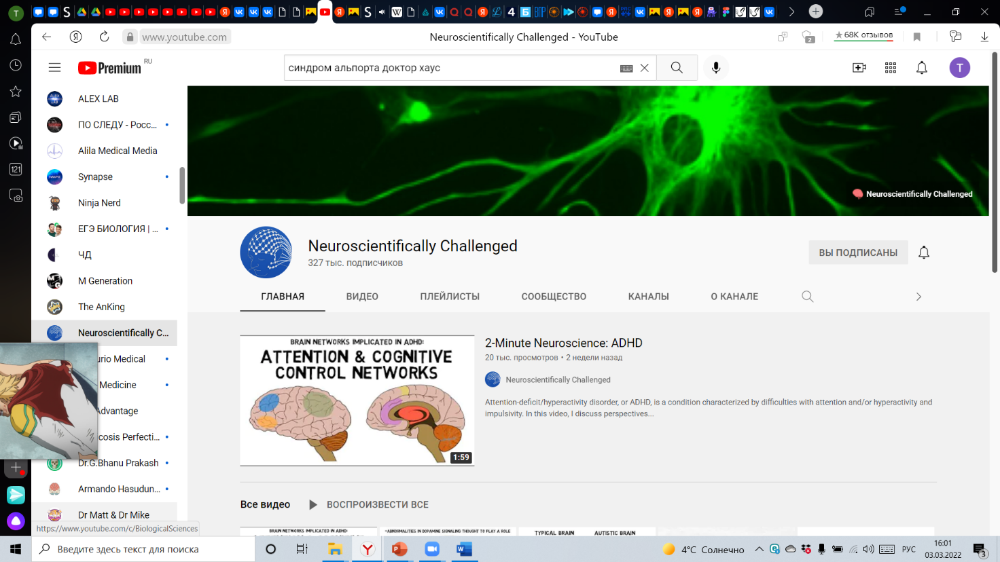 T
www.youtube.com
Neuroscientifically Challenged - YouTube
2
★ 68K отзывов
Premium RU
синдром альпорта доктор хаус
T
ALEX LAB
ПО СЛЕДУ - Росс...
Alila Medical Media
Synapse
Ninja Nerd
ЕГЭ БИОЛОГИЯ | ...
ЧД
M Generation
The AnKing
Neuroscientifically C...
urio Medical
Medicine
Advantage
cosis Perfecti...
Dr.G.Bhanu Prakash
Armando Hasudun...
Dr Matt & Dr Mike
121
Neuroscientifically Challenged
Neuroscientifically Challenged
327 тыс. подписчиков
ВЫ ПОДПИСАНЫ
ГЛАВНАЯ
ВИДЕО
ПЛЕЙЛИСТЫ
СООБЩЕСТВО
КАНАЛЫ
О КАНАЛЕ
BRAIN NETWORKS IMPLICATED IN ADHD:
ATTENTION & COGNITIVE
CONTROL NETWORKS
1:59
2-Minute Neuroscience: ADHD
20 тыс. просмотров • 2 недели назад
Neuroscientifically Challenged
Attention-deficit/hyperactivity disorder, or ADHD, is a condition characterized by difficulties with attention and/or hyperactivity and
impulsivity. In this video, I discuss perspectives...
Все видео
ВОСПРОИЗВЕСТИ ВСЕ
BRAIN NETWORKS IMPLICATED IN ADHD:
ABNORMALITIES IN DOPAMINE SIGNALING THOUGHT TO PLAY A ROLE
TYPICAL BRAIN
AUTISTIC BRAIN
https://www.youtube.com/c/BiologicalSciences
Введите здесь текст для поиска
4°C Солнечно
РУС
16:01
03.03.2022
3